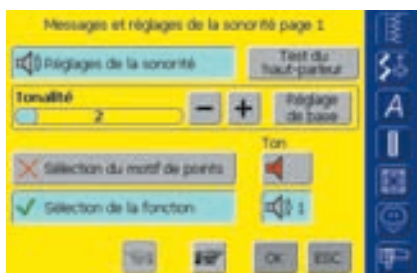 Messages et réglages de la sonorité page 1
Réglages de la sonorité
Test du
haut-parleur
Tonalité
2
− +
Réglage
de base
Ton
Sélection du motif de points
Sélection de la fonction
1
OK
ESC
A